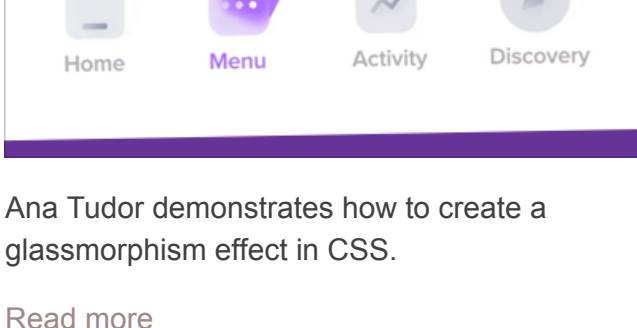 Home Menu Activity Discovery
Ana Tudor demonstrates how to create a
glassmorphism effect in CSS.
Read more